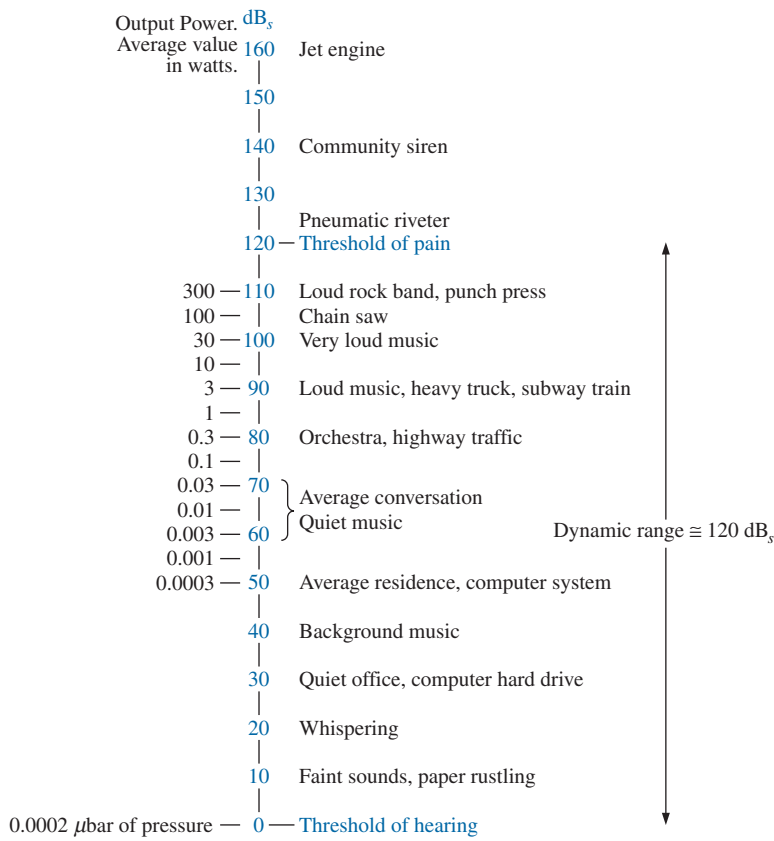 Output Power. dBs
Average value 160 Jet engine
in watts.
150
140 Community siren
130
Pneumatic riveter
120 Threshold of pain
300 110 Loud rock band, punch press
100 Chain saw
30 100 Very loud music
10
3 90 Loud music, heavy truck, subway train
1
0.3 80 Orchestra, highway traffic
0.1
0.03 70
Average conversation
0.01
Quiet music
0.003 60
Dynamic range ≅ 120 dBs
0.001
0.0003 50 Average residence, computer system
40 Background music
30 Quiet office, computer hard drive
20 Whispering
10 Faint sounds, paper rustling
0.0002 μbar of pressure 0 Threshold of hearing